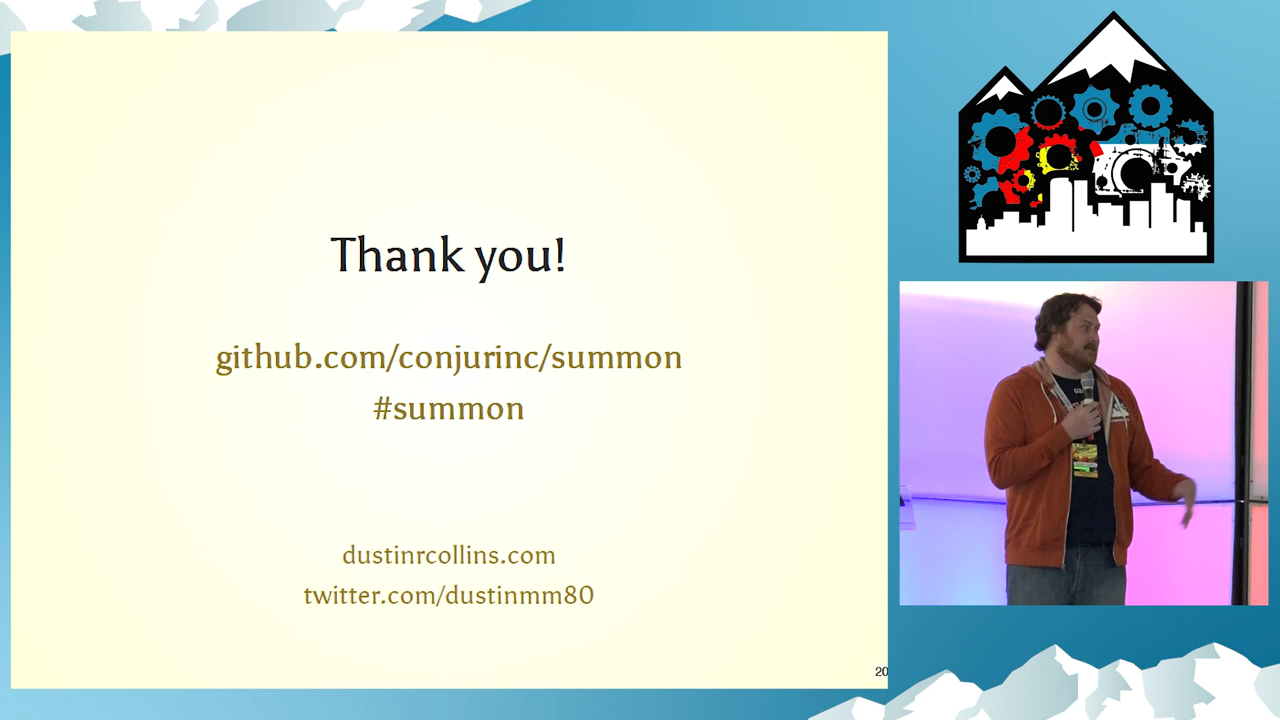 Thank you!
github.com/conjurinc/summon
#summon
dustinrcollins.com
twitter.com/dustinmm80
20